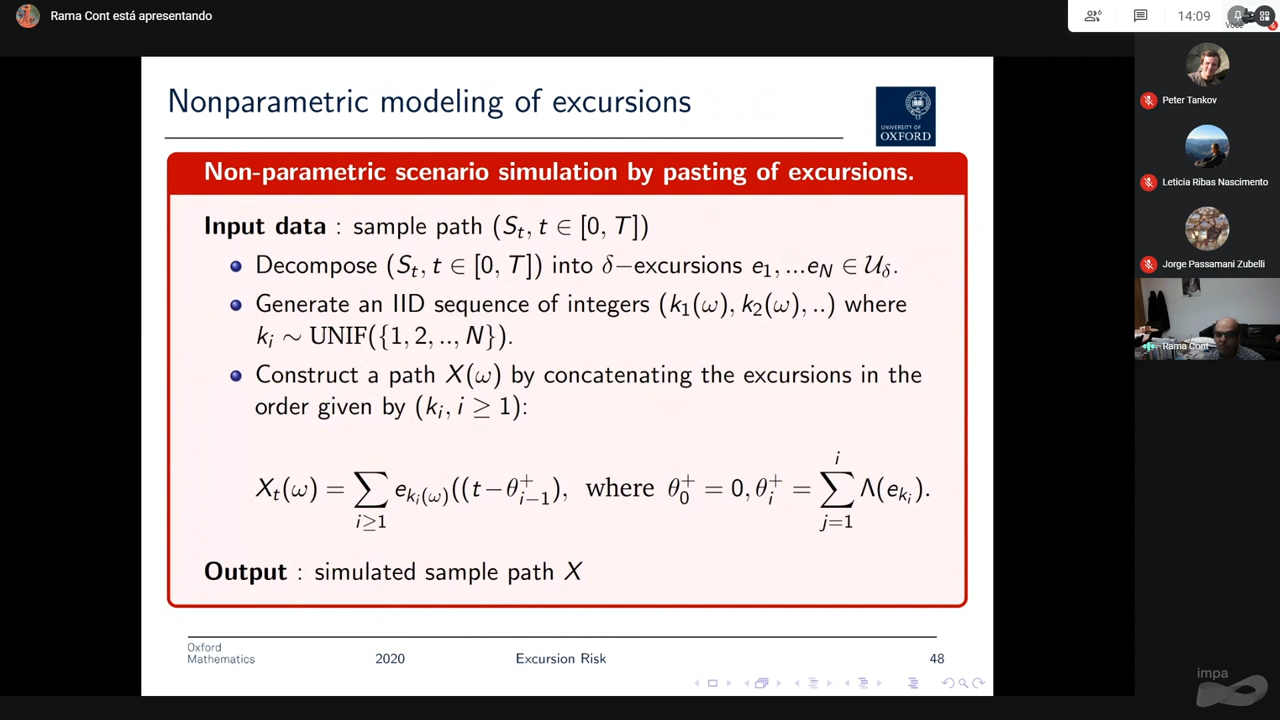 Rama Cont está apresentando
6
14:09
Você
Nonparametric modeling of excursions
UNIVERSITY OF
OXFORD
Non-parametric scenario simulation by pasting of excursions.
Input data : sample path (S_t, t ∈ [0, T])
Decompose (S_t, t ∈ [0, T]) into δ−excursions e_1, ...e_N ∈ 𝒰_δ.
Generate an IID sequence of integers (k_1(ω), k_2(ω), ..) where
k_i ∼ UNIF({1, 2, .., N}).
Construct a path X(ω) by concatenating the excursions in the
order given by (k_i, i ≥ 1):
X_t(ω) = ∑_{i≥1} e_{k_i(ω)}((t−θ^+_{i−1}), where θ^+_0 = 0, θ^+_i = ∑_{j=1}^{i} Λ(e_{k_i}).
Output : simulated sample path X
Oxford
Mathematics
2020
Excursion Risk
48
Peter Tankov
Leticia Ribas Nascimento
Jorge Passamani Zubelli
Rama Cont
impa